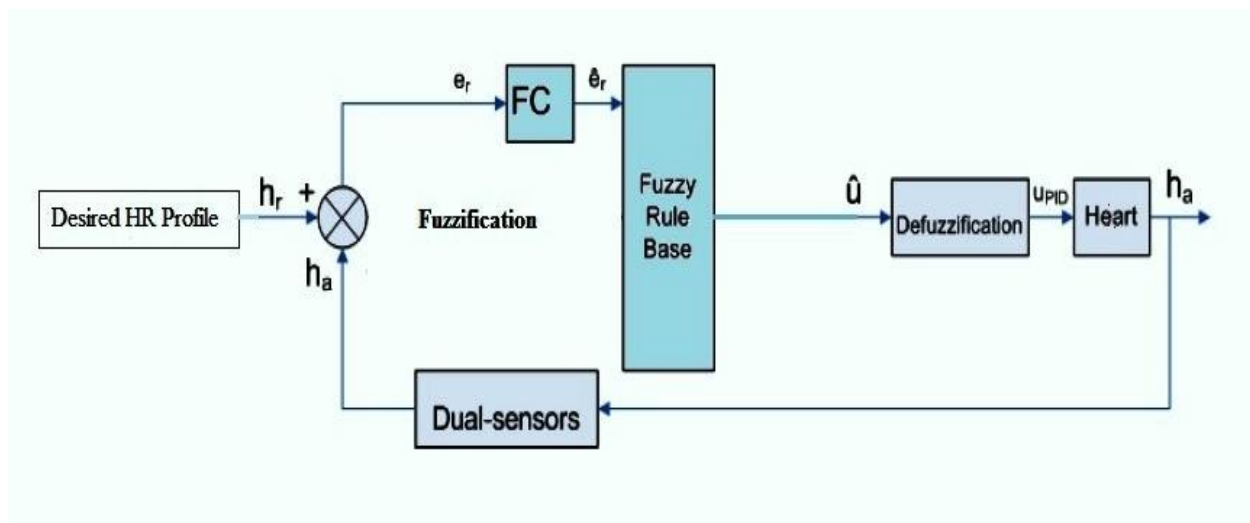 e_r
FC
ê_r
Desired HR Profile
h_r +
Fuzzification
Fuzzy
Rule
Base
û
Defuzzification
u_PID
Heart
h_a
h_a
Dual-sensors